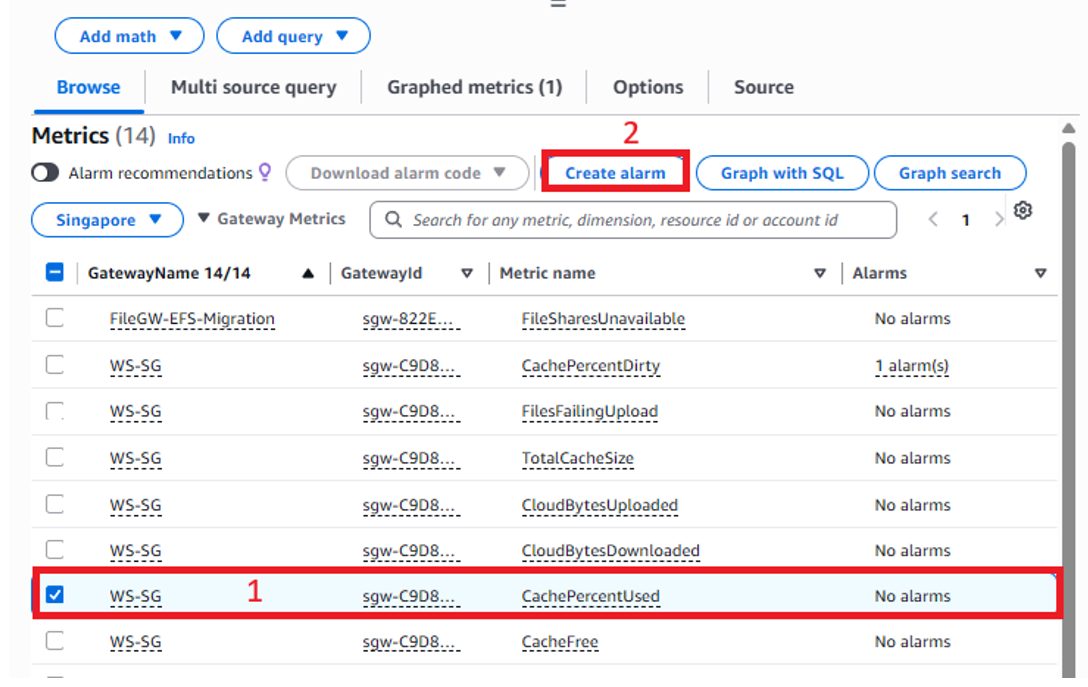 Add math ▼ Add query ▼
Browse Multi source query Graphed metrics (1) Options Source
Metrics (14) Info
2
Alarm recommendations Download alarm code ▼ Create alarm Graph with SQL Graph search
Singapore ▼ ▼ Gateway Metrics Search for any metric, dimension, resource id or account id < 1 >
GatewayName 14/14 ▲ GatewayId Metric name Alarms
FileGW-EFS-Migration sgw-822E... FileSharesUnavailable No alarms
WS-SG sgw-C9D8... CachePercentDirty 1 alarm(s)
WS-SG sgw-C9D8... FilesFailingUpload No alarms
WS-SG sgw-C9D8... TotalCacheSize No alarms
WS-SG sgw-C9D8... CloudBytesUploaded No alarms
WS-SG sgw-C9D8... CloudBytesDownloaded No alarms
WS-SG 1 sgw-C9D8... CachePercentUsed No alarms
WS-SG sgw-C9D8... CacheFree No alarms